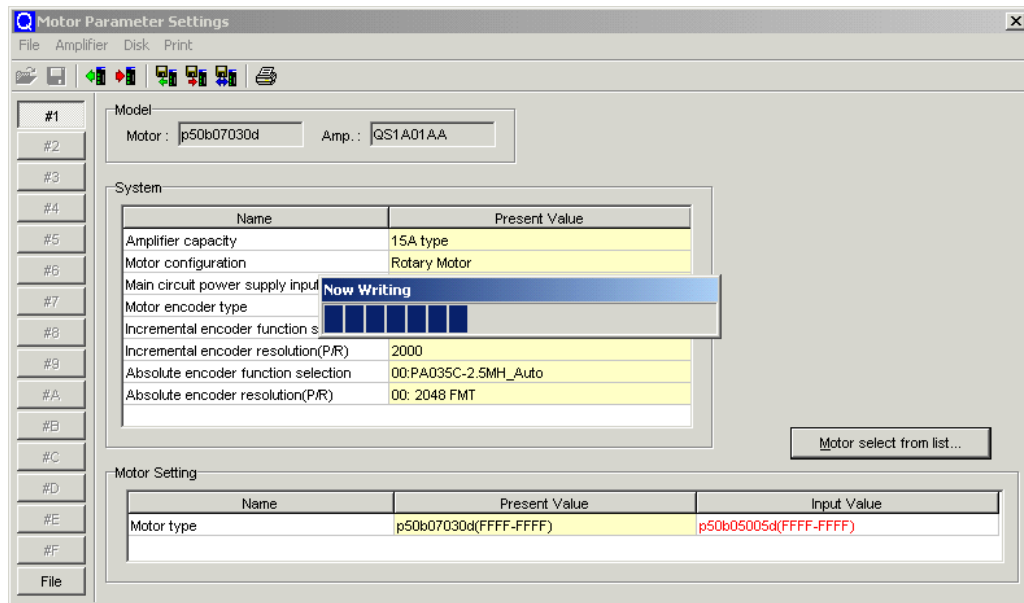 Q Motor Parameter Settings
File Amplifier Disk Print
#1
#2
#3
#4
#5
#6
#7
#8
#9
#A
#B
#C
#D
#E
#F
File
Model
Motor : p50b07030d Amp. : QS1A01AA
System
Name Present Value
Amplifier capacity 15A type
Motor configuration Rotary Motor
Main circuit power supply input
Now Writing
Motor encoder type
Incremental encoder function s
Incremental encoder resolution(P/R) 2000
Absolute encoder function selection 00:PA035C-2.5MH_Auto
Absolute encoder resolution(P/R) 00: 2048 FMT
Motor select from list...
Motor Setting
Name Present Value Input Value
Motor type p50b07030d(FFFF-FFFF) p50b05005d(FFFF-FFFF)